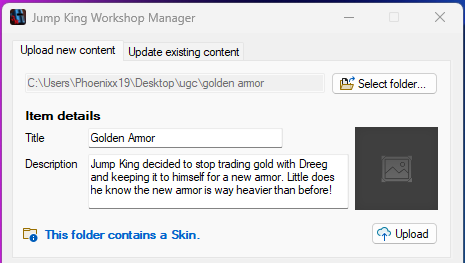 Jump King Workshop Manager
Upload new content
Update existing content
C:\Users\Phoenixx19\Desktop\ugc\golden armor
Select folder...
Item details
Title
Golden Armor
Description
Jump King decided to stop trading gold with Dreeg
and keeping it to himself for a new armor. Little does
he know the new armor is way heavier than before!
This folder contains a Skin.
Upload